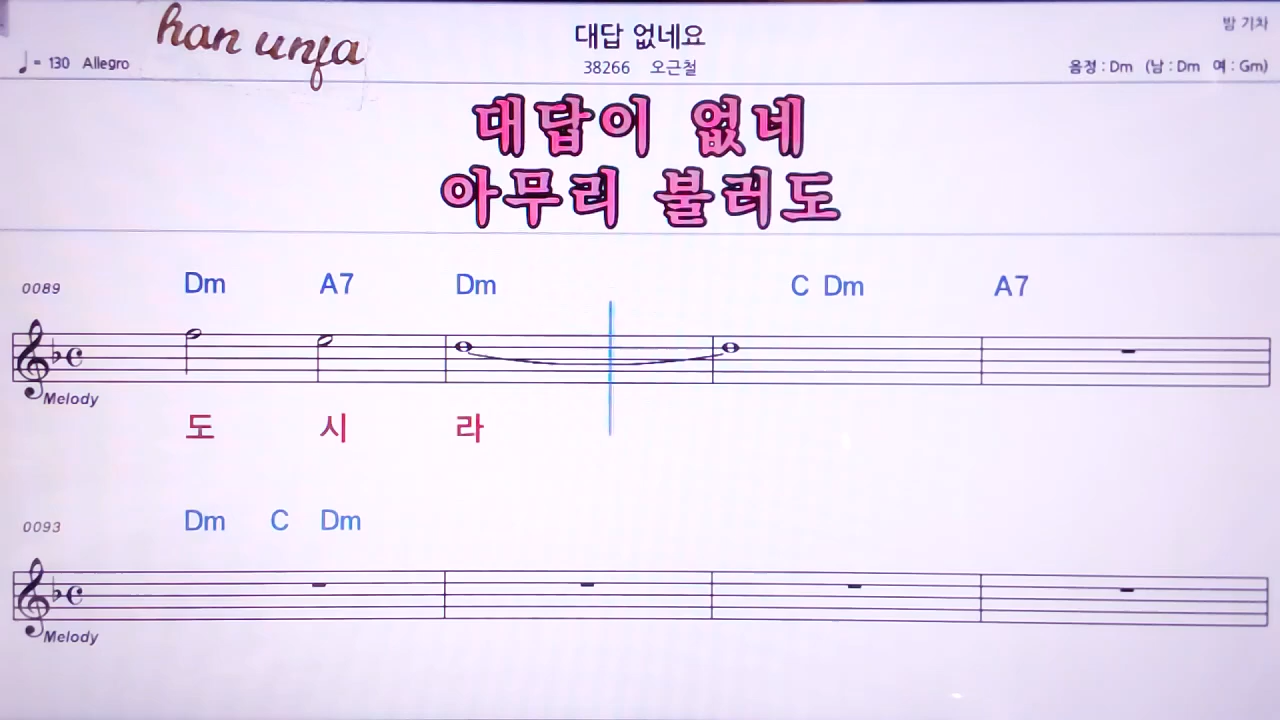 han unfa
대답 없네요
밤 기차
♩= 130 Allegro
38266 오근철
음정 : Dm (남 : Dm 여 : Gm)
대답이 없네
아무리 불러도
0089 Dm A7 Dm C Dm A7
Melody
도 시 라
0093 Dm C Dm
Melody